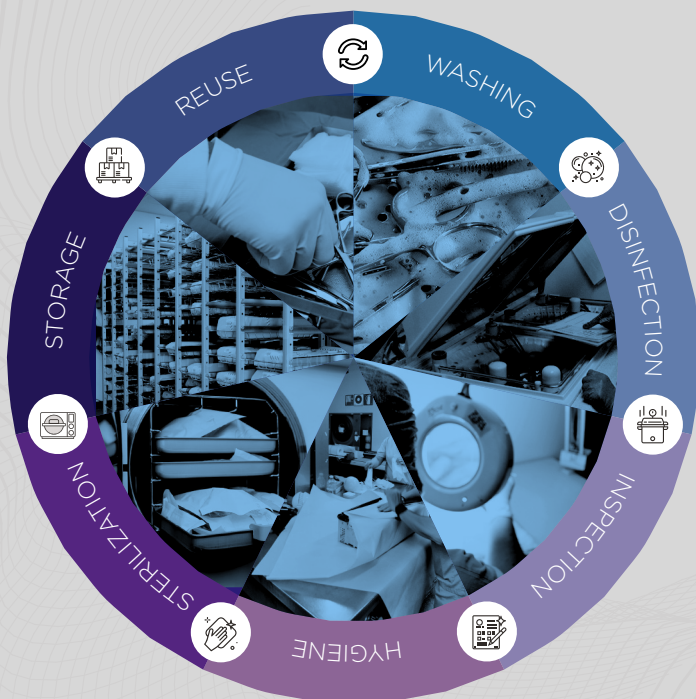 WASHING
DISINFECTION
INSPECTION
HYGIENE
STERILIZATION
STORAGE
REUSE